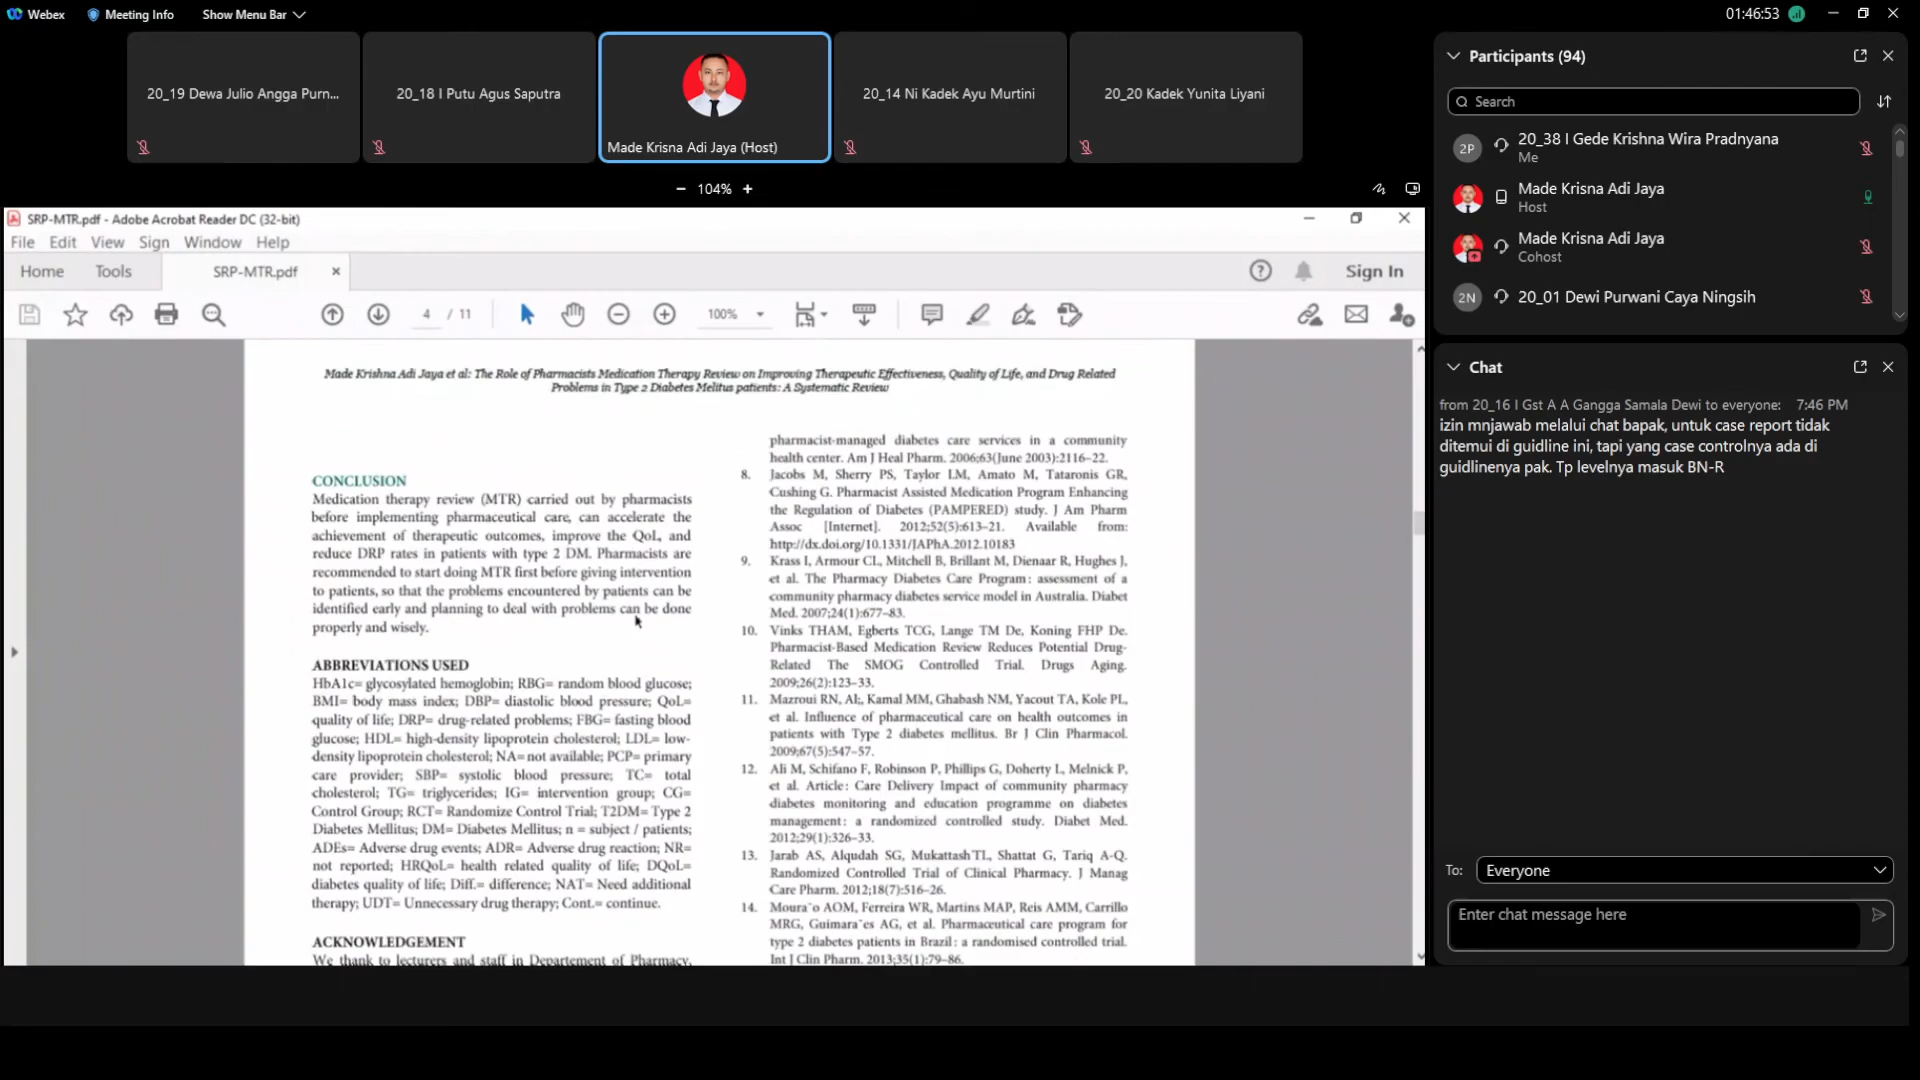 Webex
Meeting Info
Show Menu Bar
01:46:53
20_19 Dewa Julio Angga Purn...
20_18 I Putu Agus Saputra
Made Krisna Adi Jaya (Host)
20_14 Ni Kadek Ayu Murtini
20_20 Kadek Yunita Liyani
104%
SRP-MTR.pdf - Adobe Acrobat Reader DC (32-bit)
File Edit View Sign Window Help
Home Tools SRP-MTR.pdf
Sign In
4 / 11
100%
Made Krishna Adi Jaya et al: The Role of Pharmacists Medication Therapy Review on Improving Therapeutic Effectiveness, Quality of Life, and Drug Related
Problems in Type 2 Diabetes Melitus patients: A Systematic Review
CONCLUSION
Medication therapy review (MTR) carried out by pharmacists
before implementing pharmaceutical care, can accelerate the
achievement of therapeutic outcomes, improve the QoL, and
reduce DRP rates in patients with type 2 DM. Pharmacists are
recommended to start doing MTR first before giving intervention
to patients, so that the problems encountered by patients can be
identified early and planning to deal with problems can be done
properly and wisely.
ABBREVIATIONS USED
HbA1c= glycosylated hemoglobin; RBG= random blood glucose;
BMI= body mass index; DBP= diastolic blood pressure; QoL=
quality of life; DRP= drug-related problems; FBG= fasting blood
glucose; HDL= high-density lipoprotein cholesterol; LDL= low-
density lipoprotein cholesterol; NA= not available; PCP= primary
care provider; SBP= systolic blood pressure; TC= total
cholesterol; TG= triglycerides; IG= intervention group; CG=
Control Group; RCT= Randomize Control Trial; T2DM= Type 2
Diabetes Mellitus; DM= Diabetes Mellitus; n = subject / patients;
ADEs= Adverse drug events; ADR= Adverse drug reaction; NR=
not reported; HRQoL= health related quality of life; DQoL=
diabetes quality of life; Diff.= difference; NAT= Need additional
therapy; UDT= Unnecessary drug therapy; Cont.= continue.
ACKNOWLEDGEMENT
We thank to lecturers and staff in Departement of Pharmacy,
pharmacist-managed diabetes care services in a community
health center. Am J Heal Pharm. 2006;63(June 2003):2116–22.
8. Jacobs M, Sherry PS, Taylor LM, Amato M, Tataronis GR,
Cushing G. Pharmacist Assisted Medication Program Enhancing
the Regulation of Diabetes (PAMPERED) study. J Am Pharm
Assoc [Internet]. 2012;52(5):613–21. Available from:
http://dx.doi.org/10.1331/JAPhA.2012.10183
9. Krass I, Armour CL, Mitchell B, Brillant M, Dienaar R, Hughes J,
et al. The Pharmacy Diabetes Care Program: assessment of a
community pharmacy diabetes service model in Australia. Diabet
Med. 2007;24(1):677–83.
10. Vinks THAM, Egberts TCG, Lange TM De, Koning FHP De.
Pharmacist-Based Medication Review Reduces Potential Drug-
Related The SMOG Controlled Trial. Drugs Aging.
2009;26(2):123–33.
11. Mazroui RN, Al;, Kamal MM, Ghabash NM, Yacout TA, Kole PL,
et al. Influence of pharmaceutical care on health outcomes in
patients with Type 2 diabetes mellitus. Br J Clin Pharmacol.
2009;67(5):547–57.
12. Ali M, Schifano F, Robinson P, Phillips G, Doherty L, Melnick P,
et al. Article: Care Delivery Impact of community pharmacy
diabetes monitoring and education programme on diabetes
management: a randomized controlled study. Diabet Med.
2012;29(1):326–33.
13. Jarab AS, Alqudah SG, Mukattash TL, Shattat G, Tariq A-Q.
Randomized Controlled Trial of Clinical Pharmacy. J Manag
Care Pharm. 2012;18(7):516–26.
14. Moura˜o AOM, Ferreira WR, Martins MAP, Reis AMM, Carrillo
MRG, Guimara˜es AG, et al. Pharmaceutical care program for
type 2 diabetes patients in Brazil: a randomised controlled trial.
Int J Clin Pharm. 2013;35(1):79–86.
Participants (94)
Search
2P
20_38 I Gede Krishna Wira Pradnyana
Me
Made Krisna Adi Jaya
Host
Made Krisna Adi Jaya
Cohost
2N
20_01 Dewi Purwani Caya Ningsih
Chat
from 20_16 I Gst A A Gangga Samala Dewi to everyone: 7:46 PM
izin mnjawab melalui chat bapak, untuk case report tidak
ditemui di guidline ini, tapi yang case controlnya ada di
guidlinenya pak. Tp levelnya masuk BN-R
To: Everyone
Enter chat message here